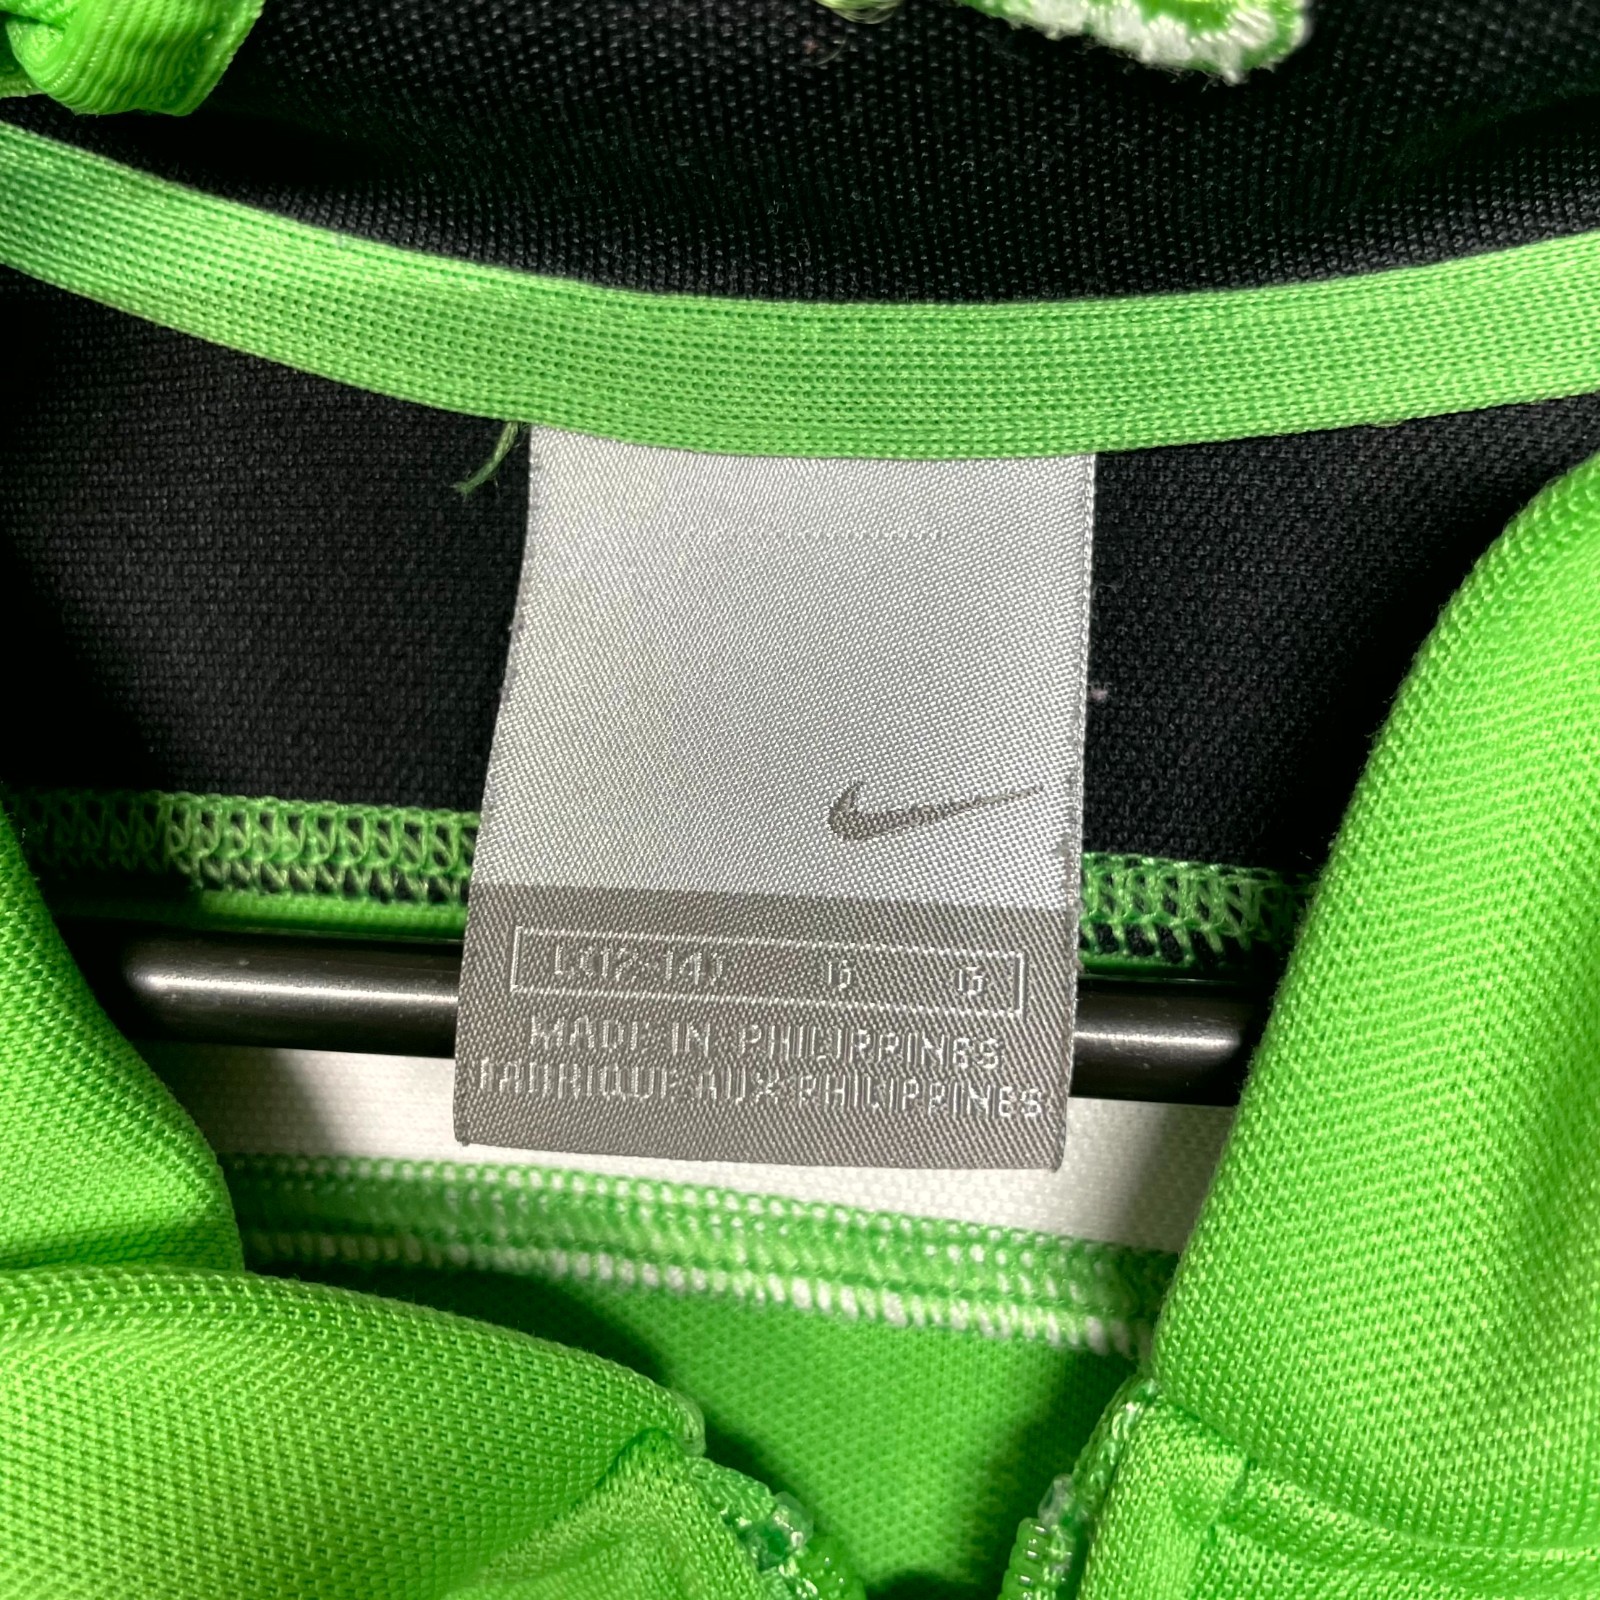 L(12-14) G G
MADE IN PHILIPPINES
FABRIQUE AUX PHILIPPINES